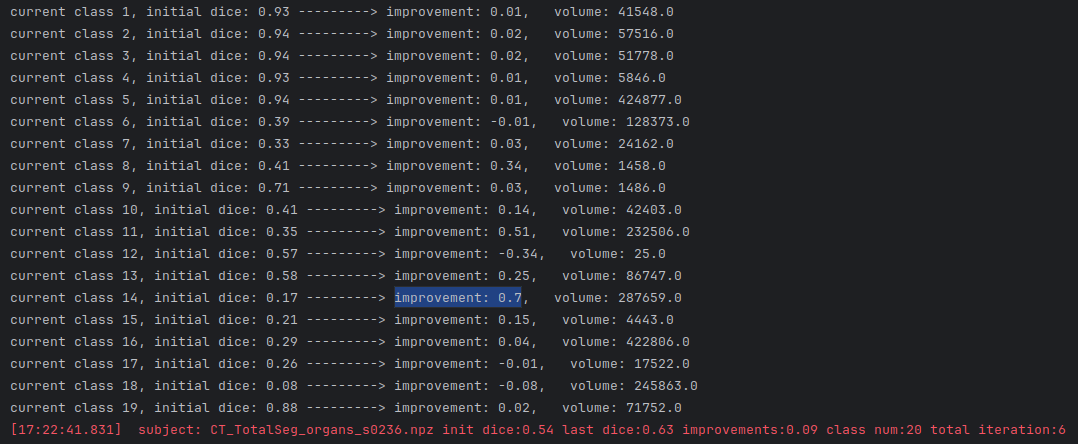 current class 1, initial dice: 0.93 ---------> improvement: 0.01,   volume: 41548.0
current class 2, initial dice: 0.94 ---------> improvement: 0.02,   volume: 57516.0
current class 3, initial dice: 0.94 ---------> improvement: 0.02,   volume: 51778.0
current class 4, initial dice: 0.93 ---------> improvement: 0.01,   volume: 5846.0
current class 5, initial dice: 0.94 ---------> improvement: 0.01,   volume: 424877.0
current class 6, initial dice: 0.39 ---------> improvement: -0.01,   volume: 128373.0
current class 7, initial dice: 0.33 ---------> improvement: 0.03,   volume: 24162.0
current class 8, initial dice: 0.41 ---------> improvement: 0.34,   volume: 1458.0
current class 9, initial dice: 0.71 ---------> improvement: 0.03,   volume: 1486.0
current class 10, initial dice: 0.41 ---------> improvement: 0.14,   volume: 42403.0
current class 11, initial dice: 0.35 ---------> improvement: 0.51,   volume: 232506.0
current class 12, initial dice: 0.57 ---------> improvement: -0.34,   volume: 25.0
current class 13, initial dice: 0.58 ---------> improvement: 0.25,   volume: 86747.0
current class 14, initial dice: 0.17 ---------> improvement: 0.7,   volume: 287659.0
current class 15, initial dice: 0.21 ---------> improvement: 0.15,   volume: 4443.0
current class 16, initial dice: 0.29 ---------> improvement: 0.04,   volume: 422806.0
current class 17, initial dice: 0.26 ---------> improvement: -0.01,   volume: 17522.0
current class 18, initial dice: 0.08 ---------> improvement: -0.08,   volume: 245863.0
current class 19, initial dice: 0.88 ---------> improvement: 0.02,   volume: 71752.0
[17:22:41.831]  subject: CT_TotalSeg_organs_s0236.npz init dice:0.54 last dice:0.63 improvements:0.09 class num:20 total iteration:6